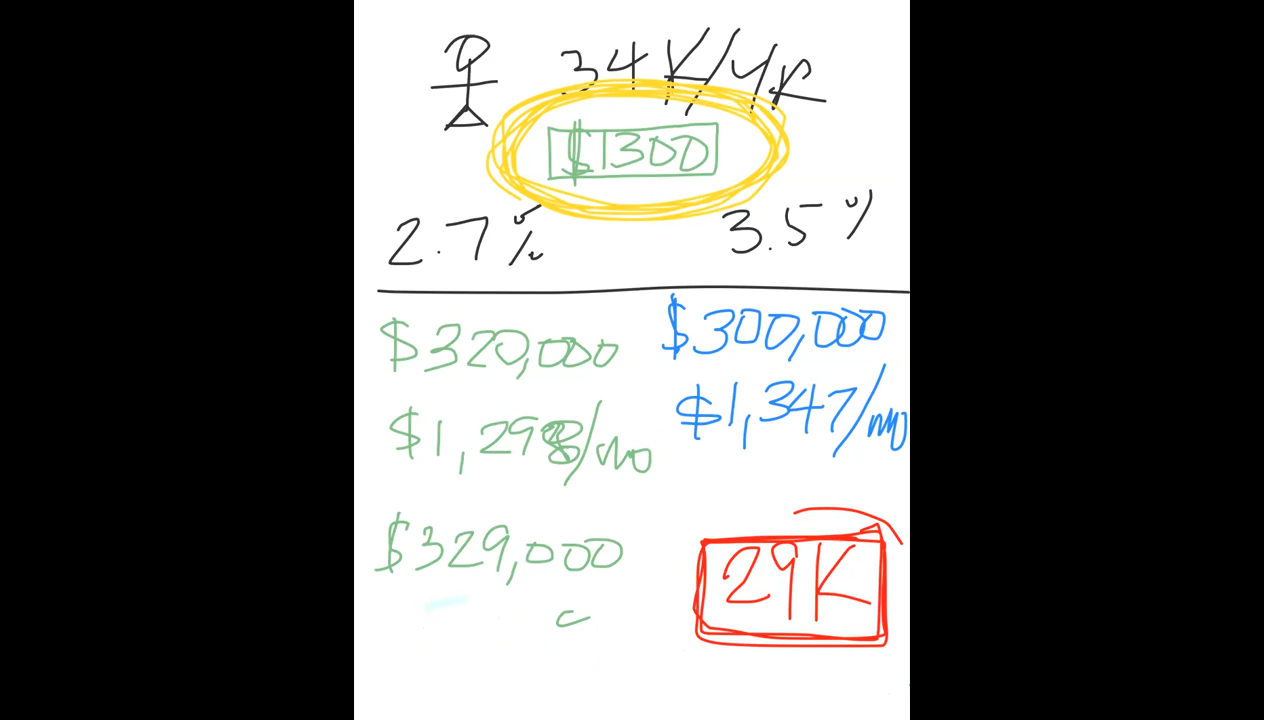 34K/YR
$1300
2.7% 3.5%
$320,000 $300,000
$1,298/mo $1,347/mo
$329,000 29K